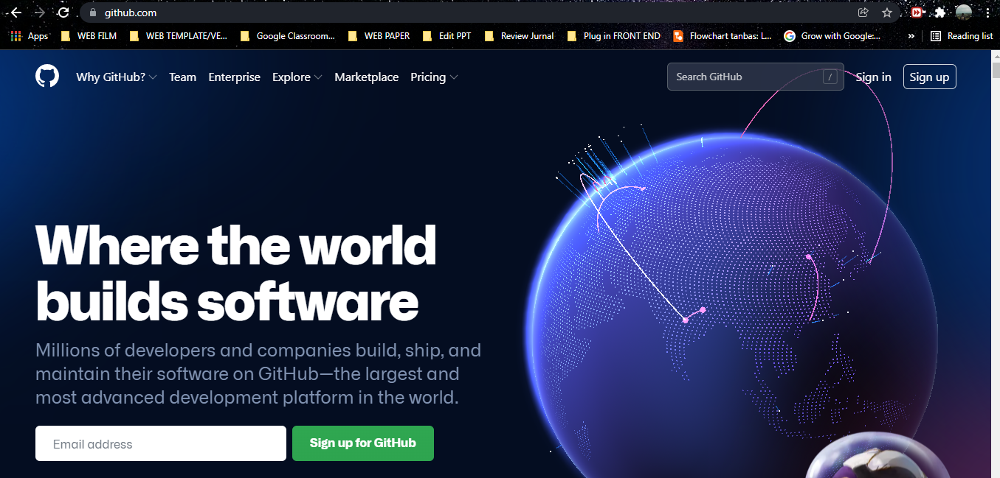 github.com
Apps WEB FILM WEB TEMPLATE/VE... Google Classroom... WEB PAPER Edit PPT Review Jurnal Plug in FRONT END Flowchart tanbas: L... Grow with Google:... » Reading list
Why GitHub? Team Enterprise Explore Marketplace Pricing Search GitHub / Sign in Sign up
Where the world
builds software
Millions of developers and companies build, ship, and
maintain their software on GitHub—the largest and
most advanced development platform in the world.
Email address Sign up for GitHub